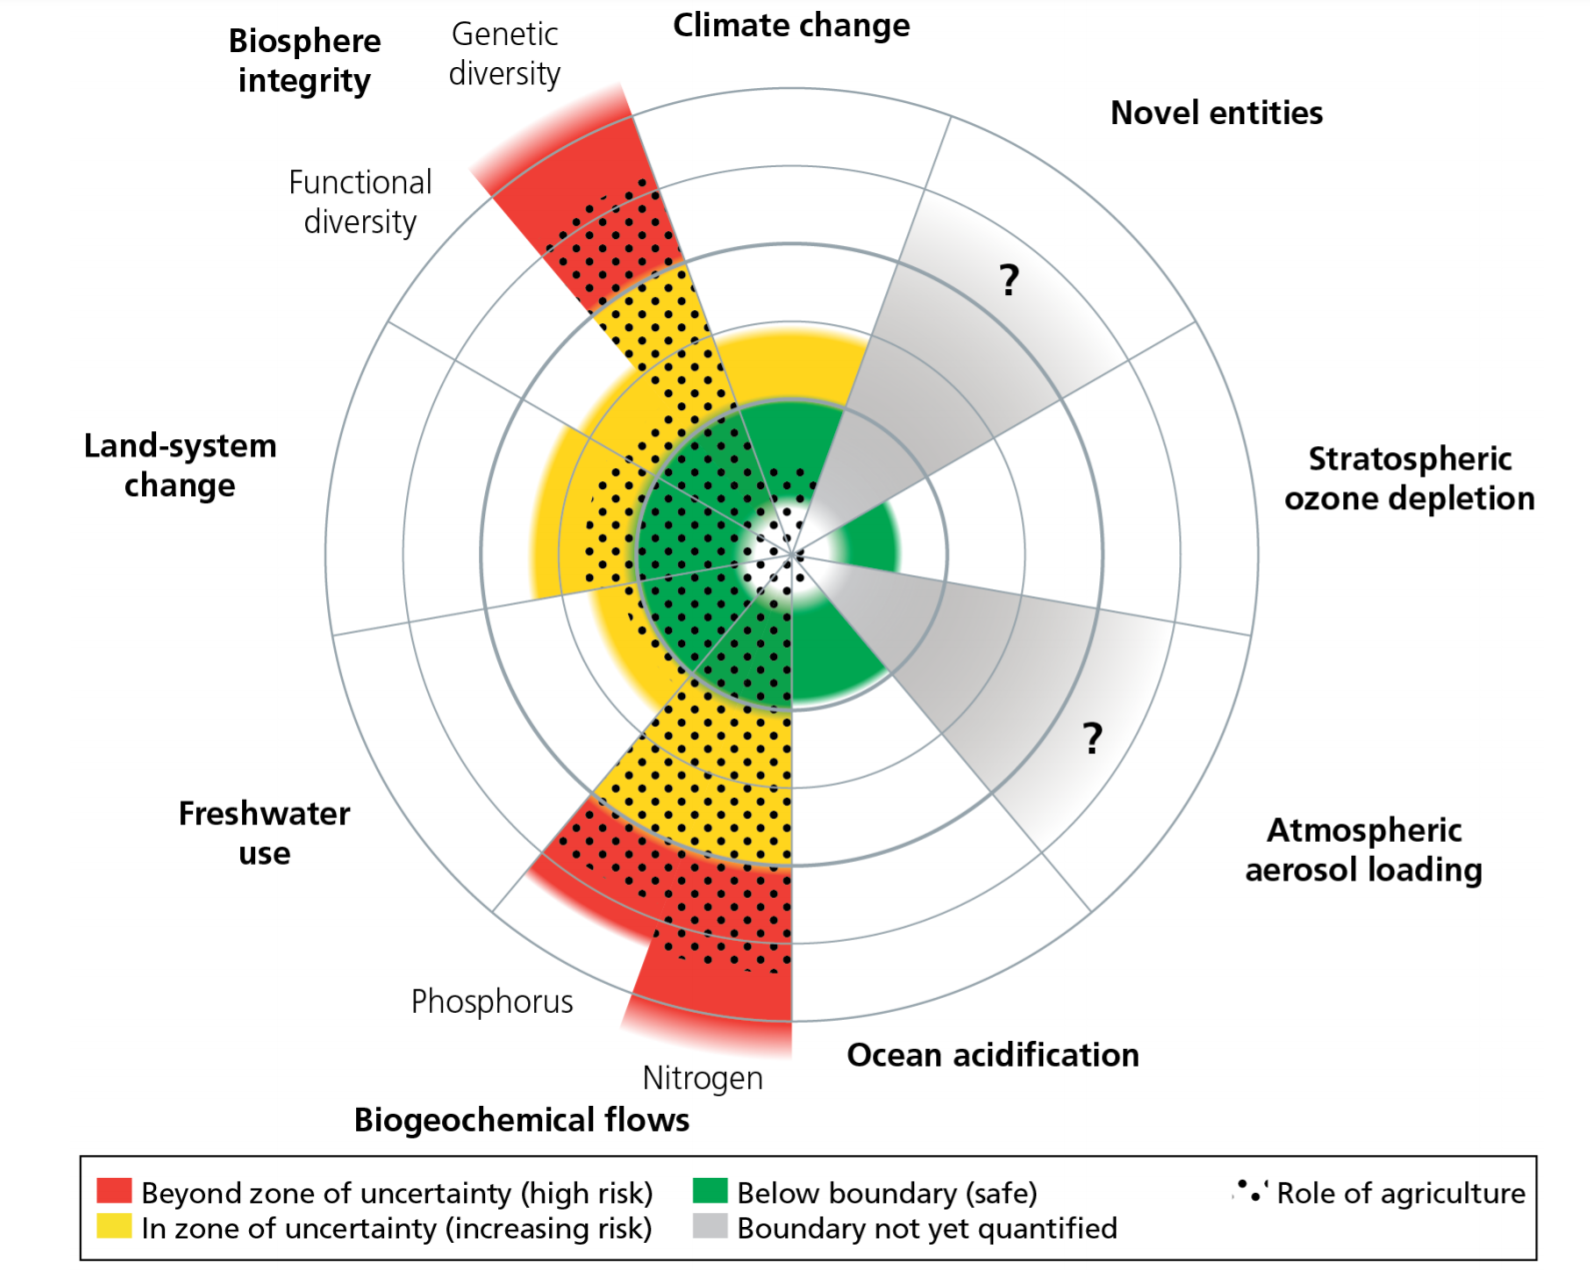 Climate change
Biosphere
integrity
Genetic
diversity
Novel entities
Functional
diversity
?
Land-system
change
Stratospheric
ozone depletion
?
Freshwater
use
Atmospheric
aerosol loading
Phosphorus
Nitrogen
Ocean acidification
Biogeochemical flows
Beyond zone of uncertainty (high risk)
In zone of uncertainty (increasing risk)
Below boundary (safe)
Boundary not yet quantified
Role of agriculture